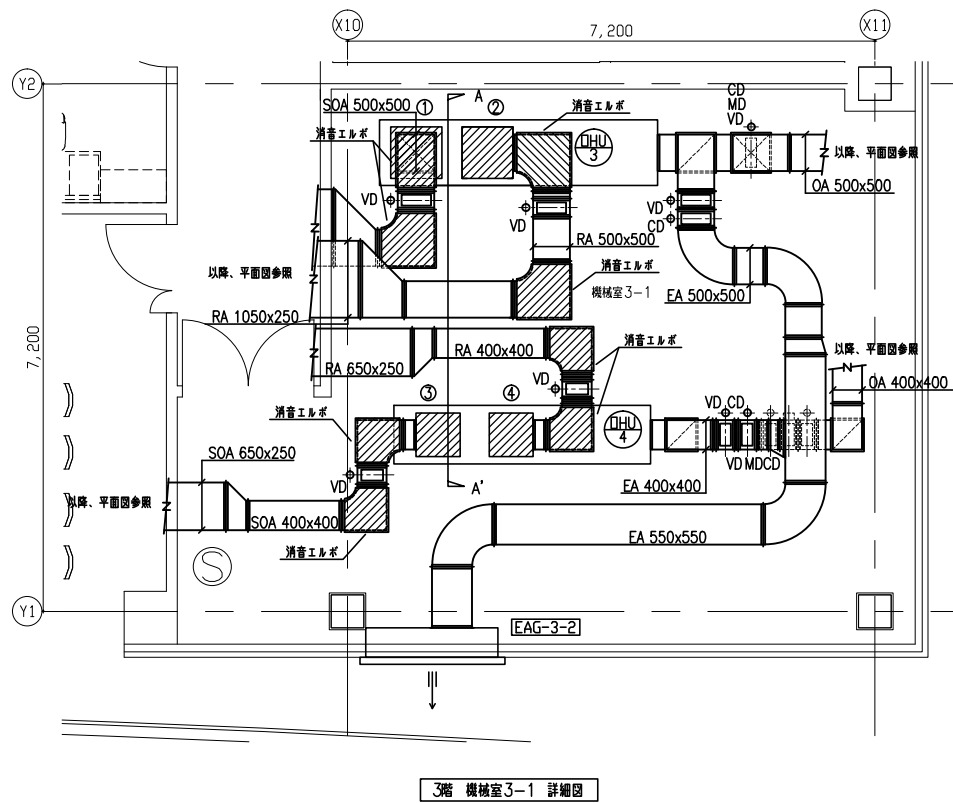 X10
7,200
X11
Y2
SOA 500x500
①
A
②
消音エルボ
CD
MD
VD
消音エルボ
OHU
3
以降、平面図参照
OA 500x500
VD
VD
VD
CD
RA 500x500
以降、平面図参照
消音エルボ
機械室3-1
EA 500x500
RA 1050x250
7,200
RA 650x250
RA 400x400
消音エルボ
以降、平面図参照
VD
OA 400x400
③
④
消音エルボ
VD
CD
OHU
4
SOA 650x250
VD
VD
MD
CD
以降、平面図参照
A'
EA 400x400
SOA 400x400
EA 550x550
消音エルボ
S
Y1
EAG-3-2
3階 機械室3-1 詳細図